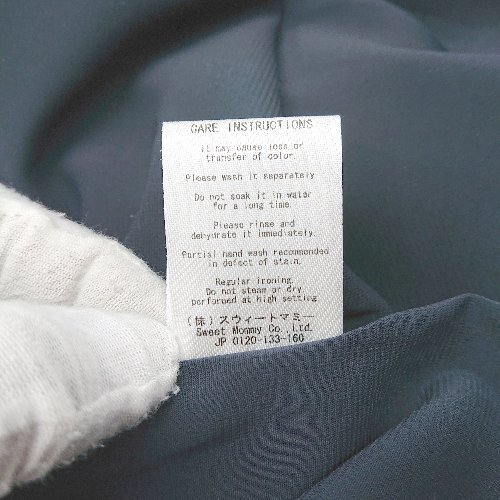 CARE INSTRUCTIONS
it may cause loss or
transfer of color.
Please wash it separately
Do not soak it in water
for a long time.
Please rinse and
dehydrate it immediately.
Partial hand wash recommended
in defect of stain.
Regular ironing.
Do not steam or dry
performed at high setting
(株)スウィートマミー
Sweet Mommy Co.,Ltd.
JP 0120-133-160